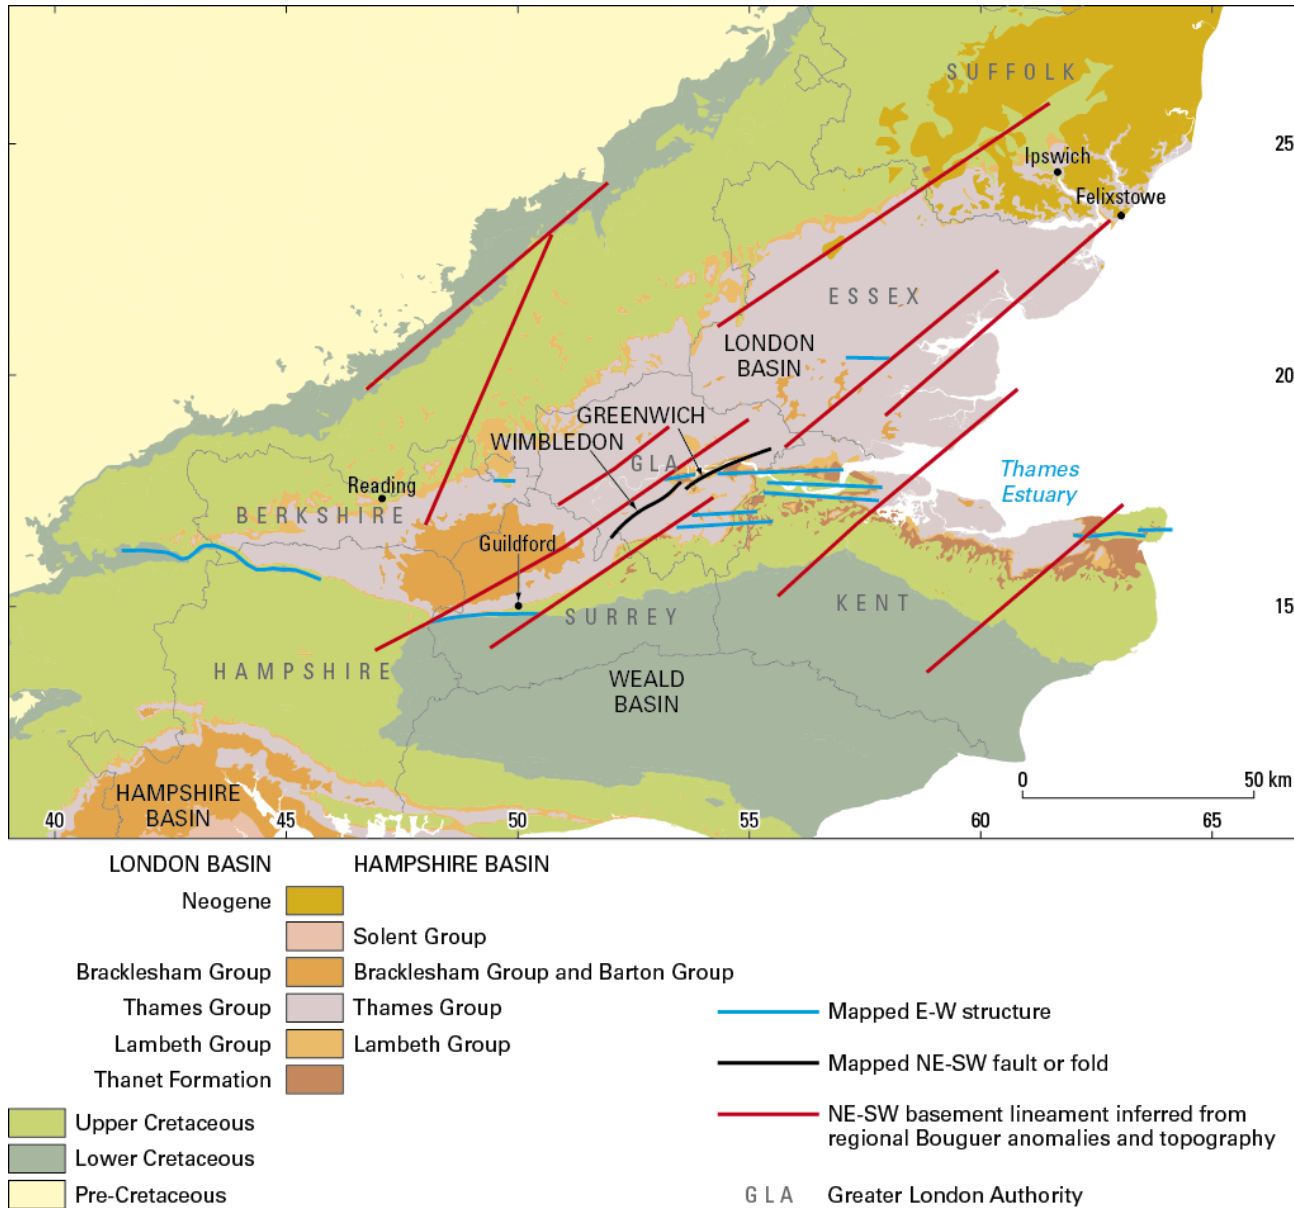 SUFFOLK
25
Ipswich
Felixstowe
ESSEX
LONDON
BASIN
20
GREENWICH
WIMBLEDON
GLA
Thames
Estuary
Reading
BERKSHIRE
Guildford
15
SURREY
KENT
HAMPSHIRE
WEALD
BASIN
0 50 km
HAMPSHIRE
BASIN
40 45 50 55 60 65
LONDON BASIN HAMPSHIRE BASIN
Neogene
Solent Group
Bracklesham Group Bracklesham Group and Barton Group
Thames Group Thames Group
Lambeth Group Lambeth Group
Thanet Formation
Upper Cretaceous
Lower Cretaceous
Pre-Cretaceous
Mapped E-W structure
Mapped NE-SW fault or fold
NE-SW basement lineament inferred from
regional Bouguer anomalies and topography
GLA Greater London Authority